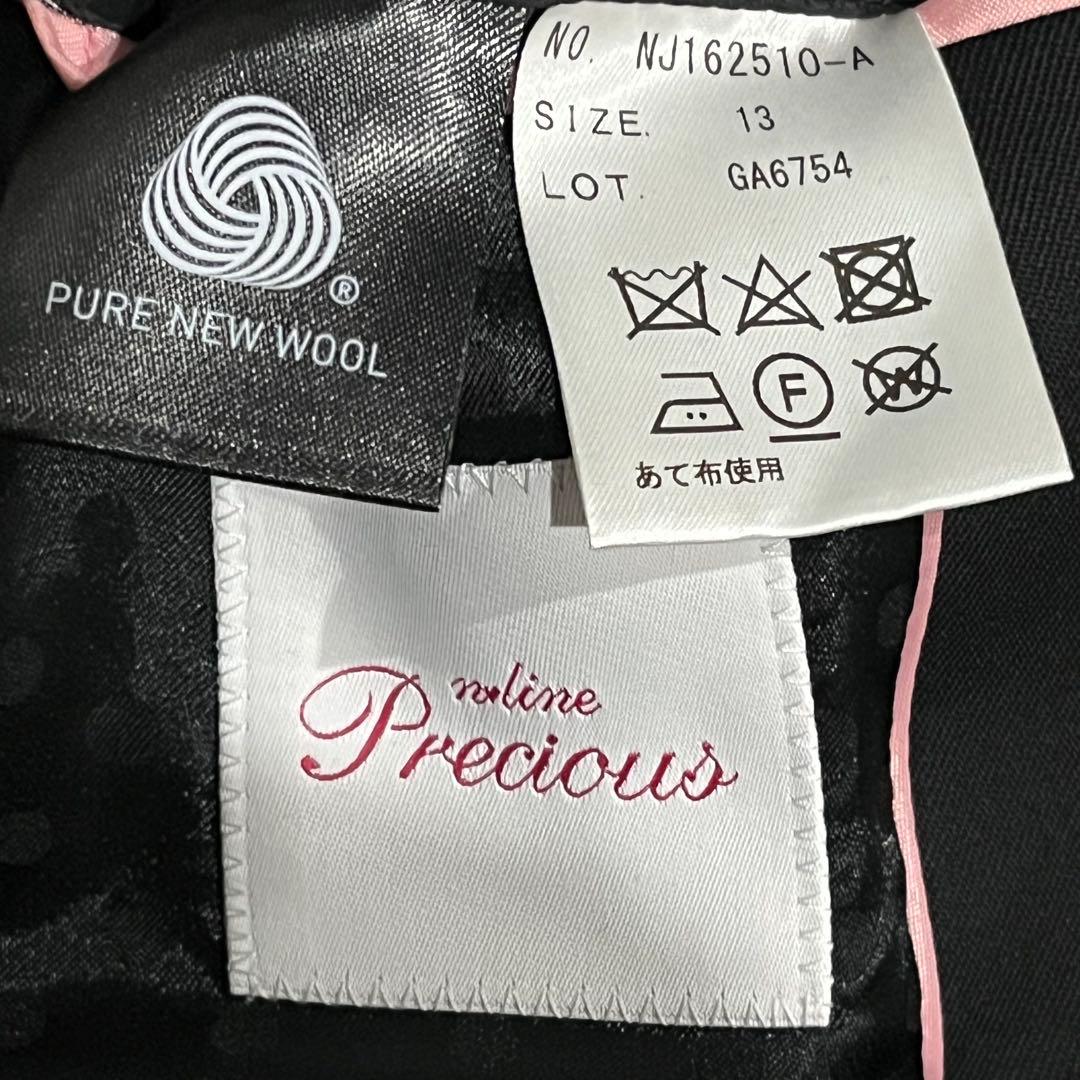 PURE NEW WOOL
®
NO. NJ162510-A
SIZE. 13
LOT. GA6754
F
W
あて布使用
n•line
Precious